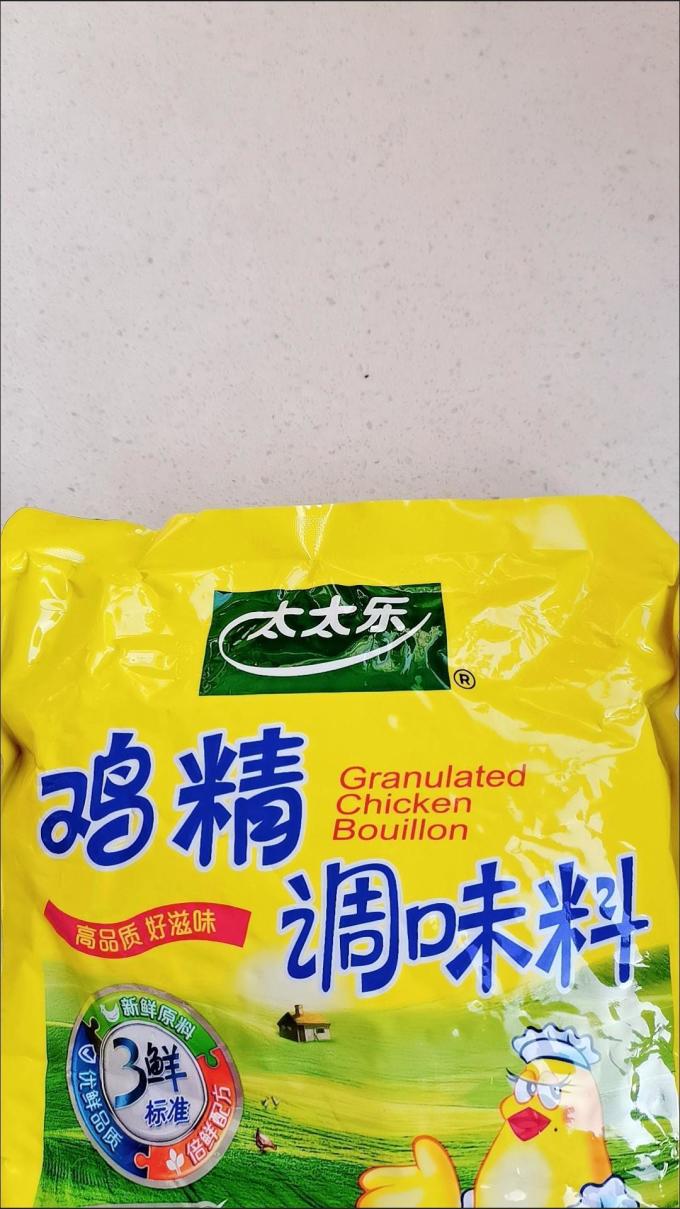 太太乐
®
鸡精
Granulated
Chicken
Bouillon
调味料
高品质 好滋味
新鲜原料
3鲜
标准
优鲜品质
倍鲜配方